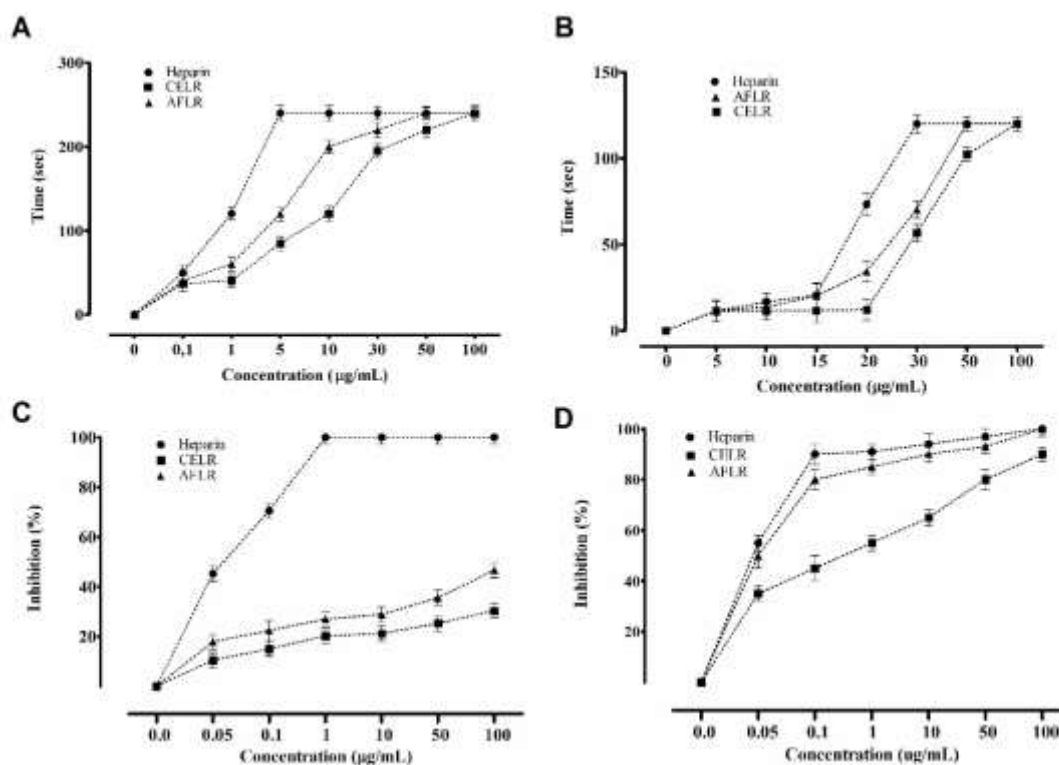 A
300
Heparin
CELR
AFLR
200
Time (sec)
100
0
0 0,1 1 5 10 30 50 100
Concentration (µg/mL)
B
150
Heparin
AFLR
CELR
100
Time (sec)
50
0
0 5 10 15 20 30 50 100
Concentration (µg/mL)
C
100
Heparin
CELR
AFLR
80
60
Inhibition (%)
40
20
0.0 0.05 0.1 1 10 50 100
Concentration (µg/mL)
D
100
Heparin
CELR
AFLR
80
60
Inhibition (%)
40
20
0.0 0.05 0.1 1 10 50 100
Concentration (ug/mL)